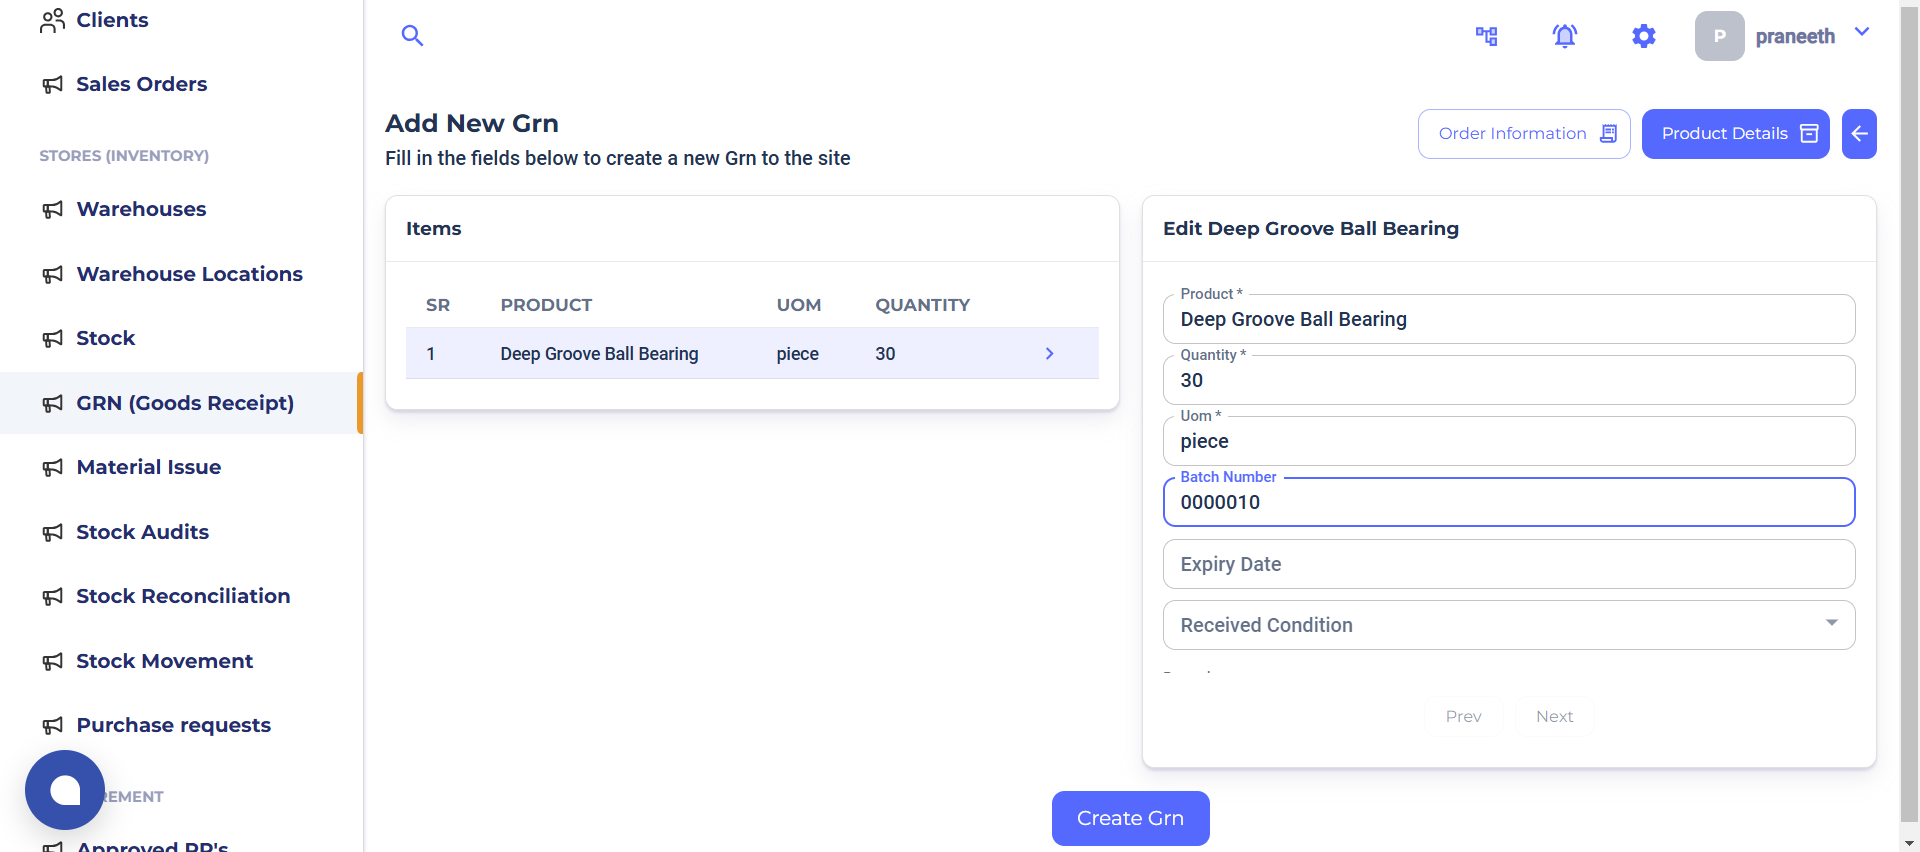 Clients
Sales Orders
STORES (INVENTORY)
Warehouses
Warehouse Locations
Stock
GRN (Goods Receipt)
Material Issue
Stock Audits
Stock Reconciliation
Stock Movement
Purchase requests
REMENT
Approved PR's
P
praneeth
Add New Grn
Fill in the fields below to create a new Grn to the site
Order Information
Product Details
Items
SR PRODUCT UOM QUANTITY
1 Deep Groove Ball Bearing piece 30
Edit Deep Groove Ball Bearing
Product *
Deep Groove Ball Bearing
Quantity *
30
Uom *
piece
Batch Number
0000010
Expiry Date
Received Condition
Prev Next
Create Grn